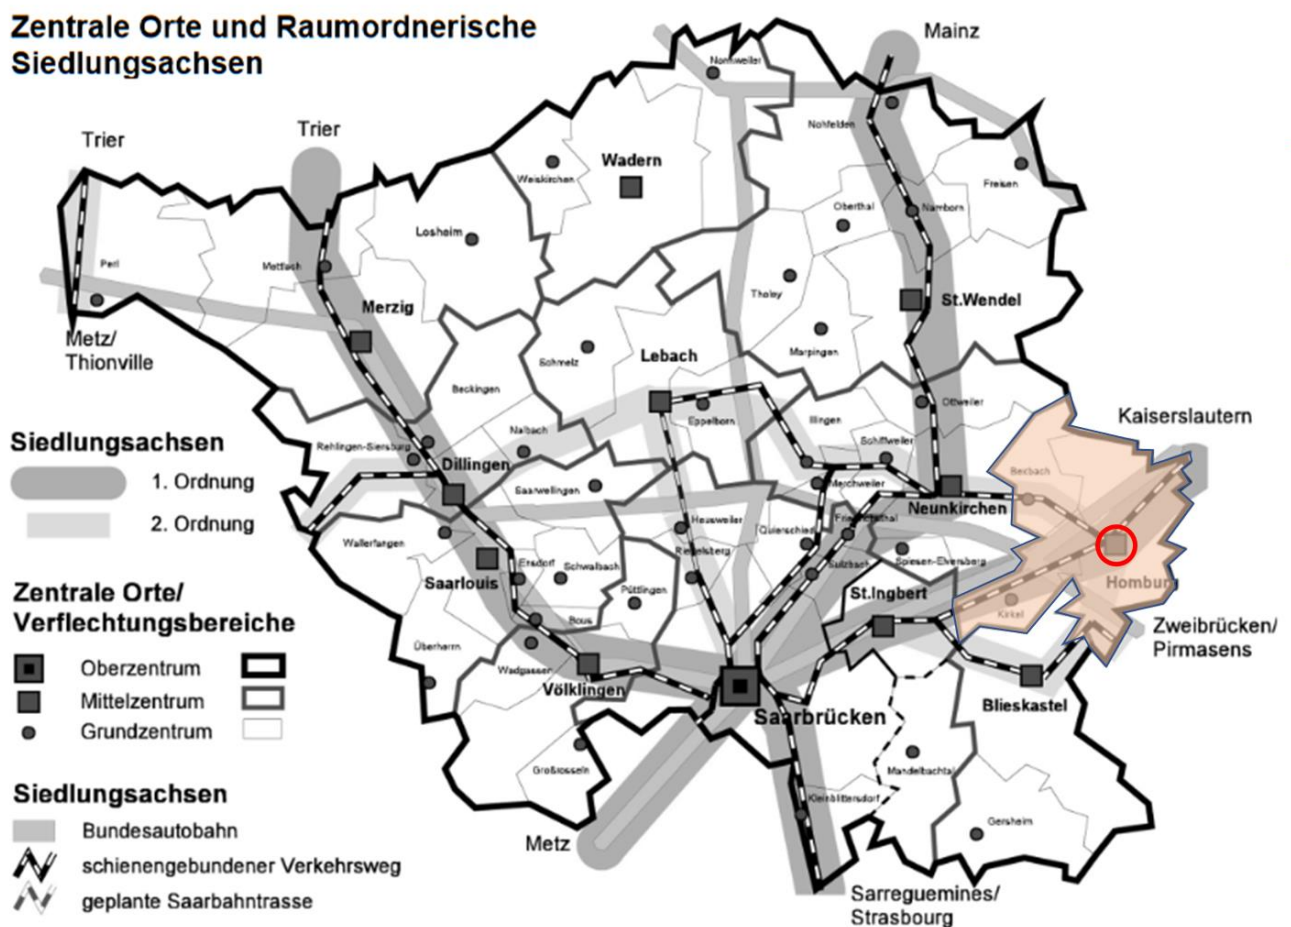 Zentrale Orte und Raumordnerische
Siedlungsachsen
Mainz
Trier
Trier
Nonnweiler
Nohfelden
Wadern
Weiskirchen
Freisen
Oberthal
Namborn
Losheim
Perl
Mettlach
Merzig
Tholey
St.Wendel
Metz/
Thionville
Marpingen
Lebach
Schmelz
Beckingen
Ottweiler
Kaiserslautern
Eppelborn
Illingen
Siedlungsachsen
1. Ordnung
2. Ordnung
Rehlingen-Siersburg
Nalbach
Schiffweiler
Dillingen
Bexbach
Saarwellingen
Merchweiler
Neunkirchen
Heusweiler
Quierschied
Friedrichsthal
Wallerfangen
Riegelsberg
Spiesen-Elversberg
Ensdorf
Schwalbach
Sulzbach
Saarlouis
Homburg
Püttlingen
St.Ingbert
Kirkel
Bous
Zweibrücken/
Pirmasens
Zentrale Orte/
Verflechtungsbereiche
Oberzentrum
Mittelzentrum
Grundzentrum
Überherrn
Wadgassen
Völklingen
Saarbrücken
Blieskastel
Großrosseln
Mandelbachtal
Kleinblittersdorf
Gersheim
Metz
Siedlungsachsen
Bundesautobahn
schienengebundener Verkehrsweg
geplante Saarbahntrasse
Sarreguemines/
Strasbourg